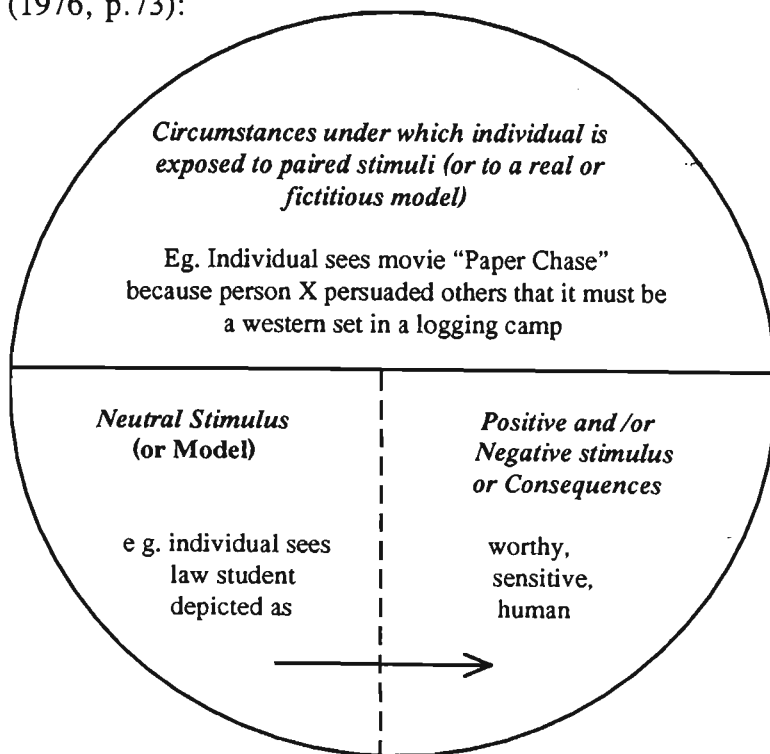 (1976, p.73):
Circumstances under which individual is
exposed to paired stimuli (or to a real or
fictitious model)
Eg. Individual sees movie “Paper Chase”
because person X persuaded others that it must be
a western set in a logging camp
Neutral Stimulus
(or Model)
e g. individual sees
law student
depicted as
Positive and /or
Negative stimulus
or Consequences
worthy,
sensitive,
human